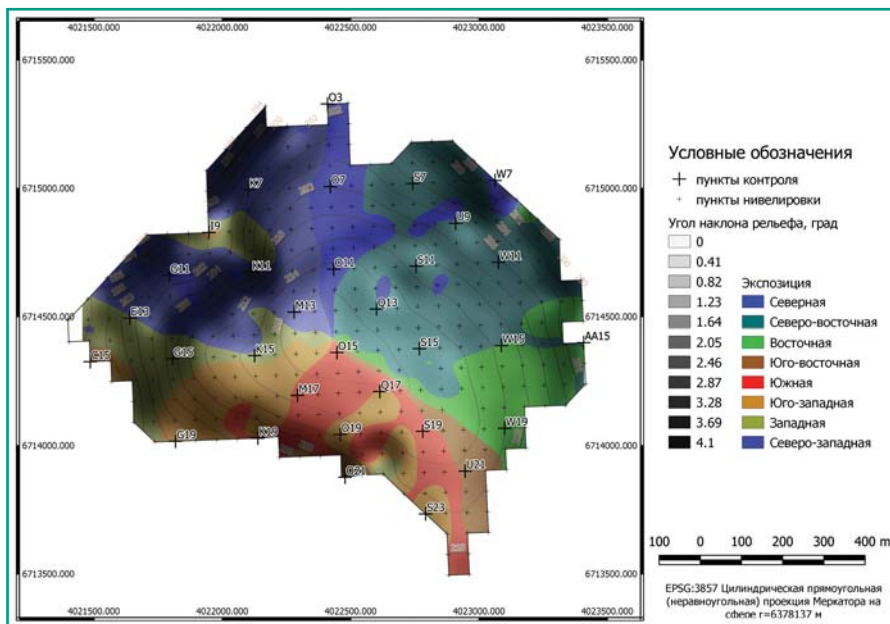 4021500.000 4022000.000 4022500.000 4023000.000 4023500.000
6715500.000
6715000.000
6714500.000
6714000.000
6713500.000
O3
K7 O7 S7 W7
I9 U9
G11 K11 O11 S11 W11
E13 M13 Q13
C15 G15 K15 O15 S15 W15 AA15
M17 Q17
G19 K19 O19 S19 W19
Q21 U21
S23
4021500.000 4022000.000 4022500.000 4023000.000 4023500.000
6715500.000
6715000.000
6714500.000
6714000.000
6713500.000
Условные обозначения
пункты контроля
пункты нивелировки
Угол наклона рельефа, град
0
0.41
0.82
1.23
1.64
2.05
2.46
2.87
3.28
3.69
4.1
Экспозиция
Северная
Северо-восточная
Восточная
Юго-восточная
Южная
Юго-западная
Западная
Северо-западная
100 0 100 200 300 400 m
EPSG:3857 Цилиндрическая прямоугольная
(неравноугольная) проекция Меркатора на
сфере r=6378137 м